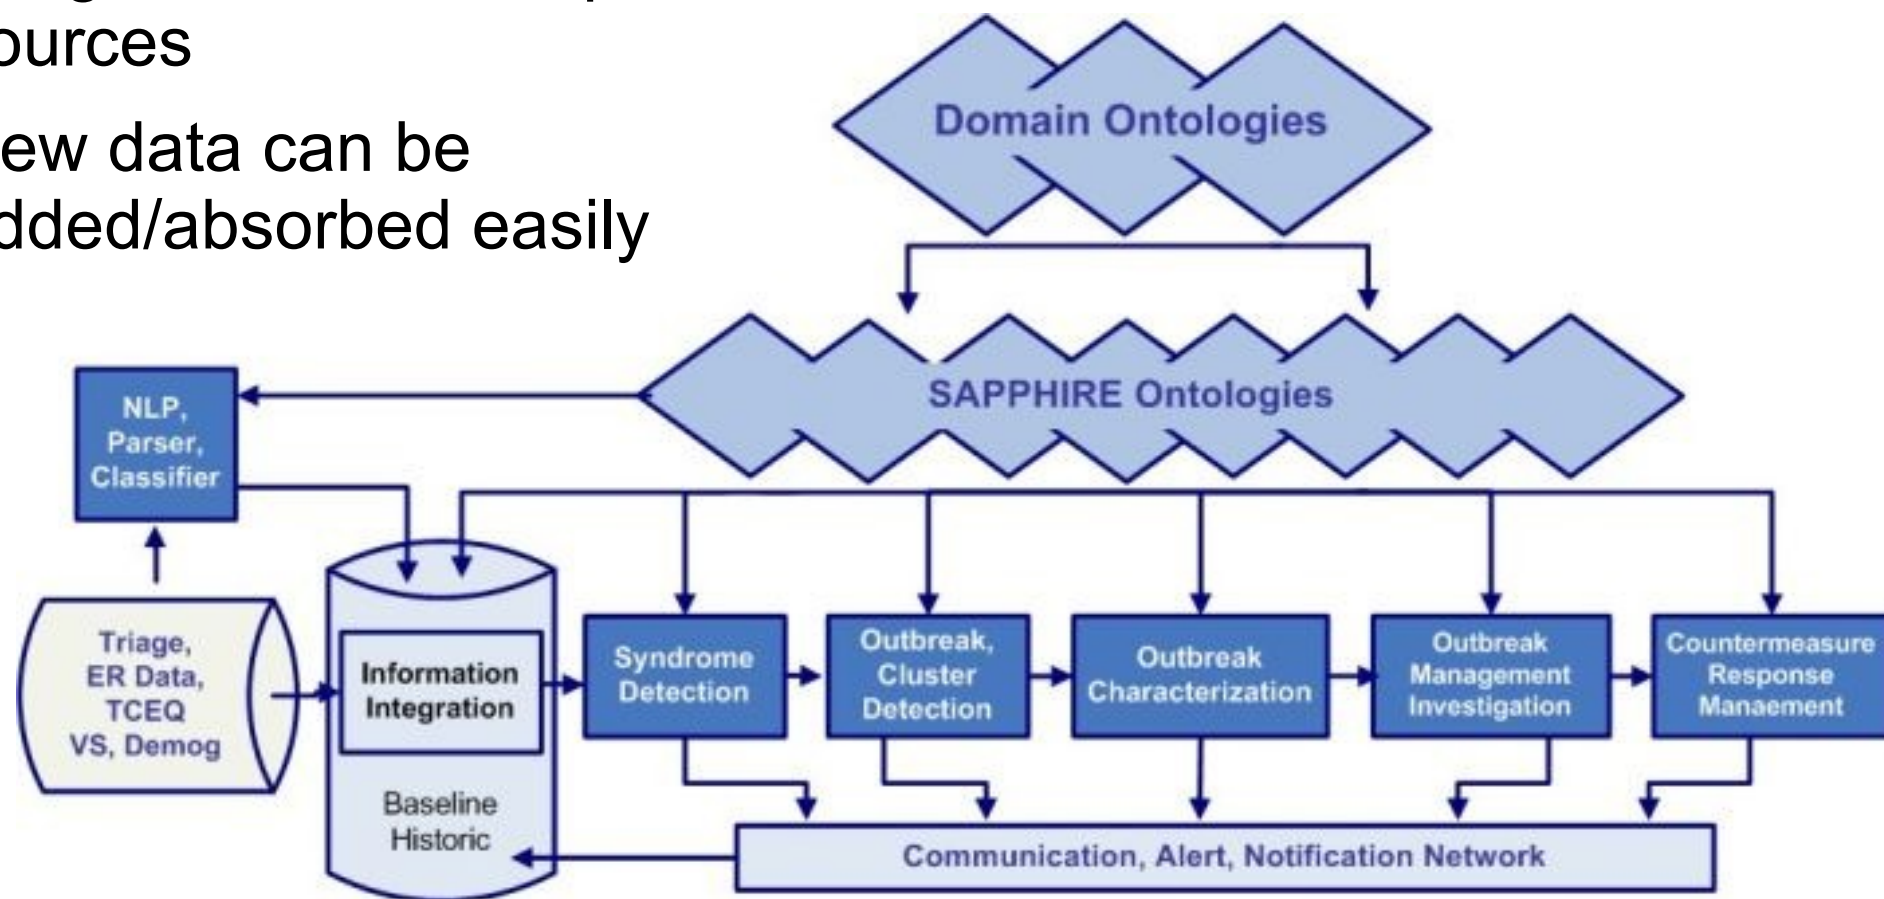 ources
ew data can be
dded/absorbed easily
Domain Ontologies
SAPPHIRE Ontologies
NLP,
Parser,
Classifier
Triage,
ER Data,
TCEQ
VS, Demog
Information
Integration
Baseline
Historic
Syndrome
Detection
Outbreak,
Cluster
Detection
Outbreak
Characterization
Outbreak
Management
Investigation
Countermeasure
Response
Manaement
Communication, Alert, Notification Network